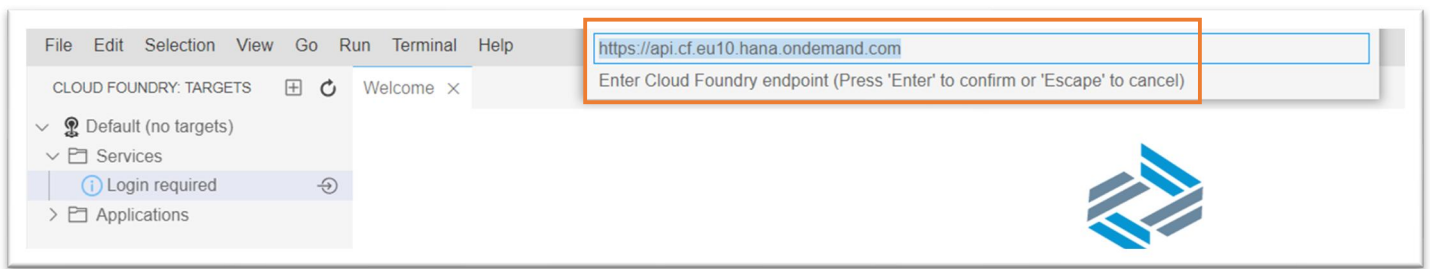 File Edit Selection View Go Run Terminal Help
https://api.cf.eu10.hana.ondemand.com
Enter Cloud Foundry endpoint (Press 'Enter' to confirm or 'Escape' to cancel)
CLOUD FOUNDRY: TARGETS
Welcome
Default (no targets)
Services
Login required
Applications